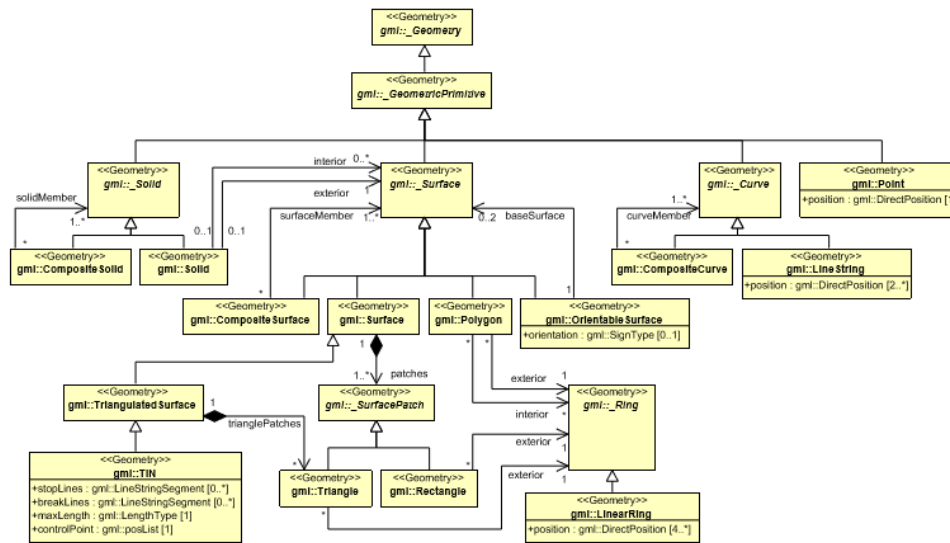 <<Geometry>>
gml::_Geometry
<<Geometry>>
gml::_GeometricPrimitive
<<Geometry>>
gml::_Solid
solidMember
1..*
*
<<Geometry>>
gml::CompositeSolid
<<Geometry>>
gml::Solid
0..1
0..1
interior
0..*
exterior
1
<<Geometry>>
gml::_Surface
surfaceMember
1..*
0..2
baseSurface
*
1
<<Geometry>>
gml::_Curve
1..*
curveMember
*
<<Geometry>>
gml::Point
+position : gml::DirectPosition [1
<<Geometry>>
gml::CompositeCurve
<<Geometry>>
gml::LineString
+position : gml::DirectPosition [2..*]
<<Geometry>>
gml::CompositeSurface
<<Geometry>>
gml::Surface
<<Geometry>>
gml::Polygon
<<Geometry>>
gml::OrientableSurface
+orientation : gml::SignType [0..1]
1
*
*
1..*
patches
exterior
1
interior
*
<<Geometry>>
gml::TriangulatedSurface
1
trianglePatches
*
<<Geometry>>
gml::_SurfacePatch
<<Geometry>>
gml::_Ring
exterior
1
exterior
1
<<Geometry>>
gml::TIN
+stopLines : gml::LineStringSegment [0..*]
+breakLines : gml::LineStringSegment [0..*]
+maxLength : gml::LengthType [1]
+controlPoint : gml::posList [1]
<<Geometry>>
gml::Triangle
*
<<Geometry>>
gml::Rectangle
*
<<Geometry>>
gml::LinearRing
+position : gml::DirectPosition [4..*]